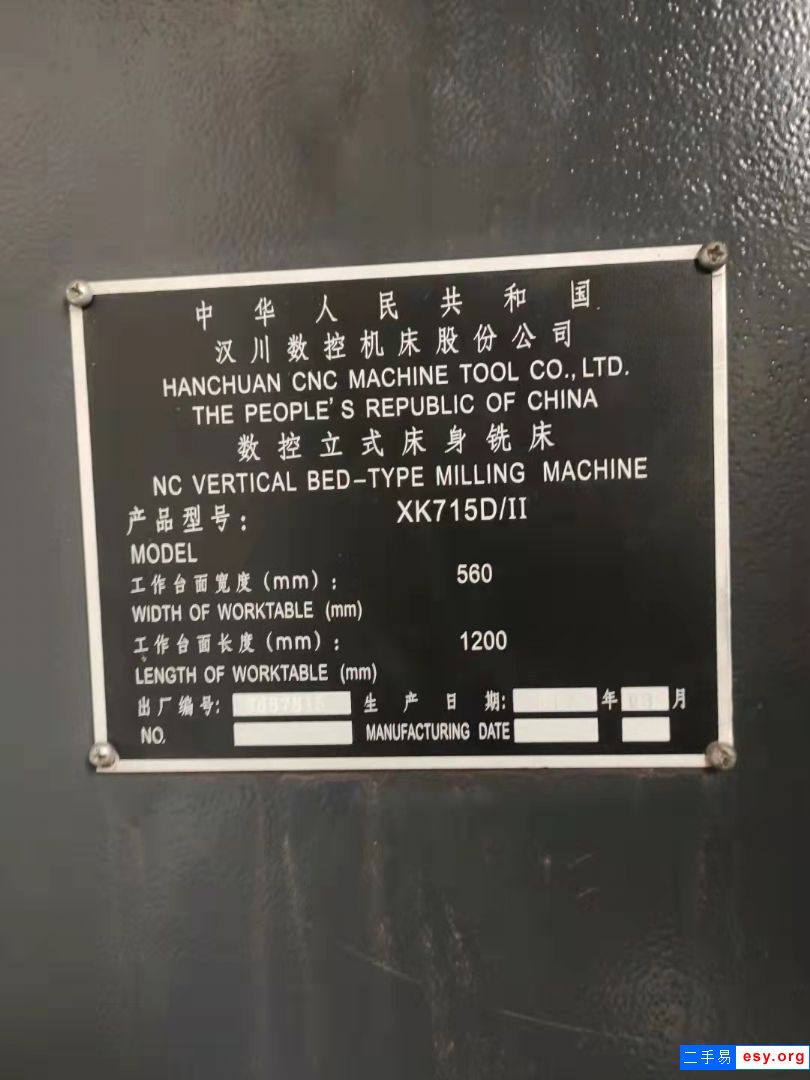 中华人民共和国
汉川数控机床股份公司
HANCHUAN CNC MACHINE TOOL CO., LTD.
THE PEOPLE'S REPUBLIC OF CHINA
数控立式床身铣床
NC VERTICAL BED-TYPE MILLING MACHINE
产品型号: XK715D/II
MODEL
工作台面宽度(mm): 560
WIDTH OF WORKTABLE (mm)
工作台面长度(mm): 1200
LENGTH OF WORKTABLE (mm)
出厂编号: 生产日期: 年 月
NO. MANUFACTURING DATE
二手易 esy.org